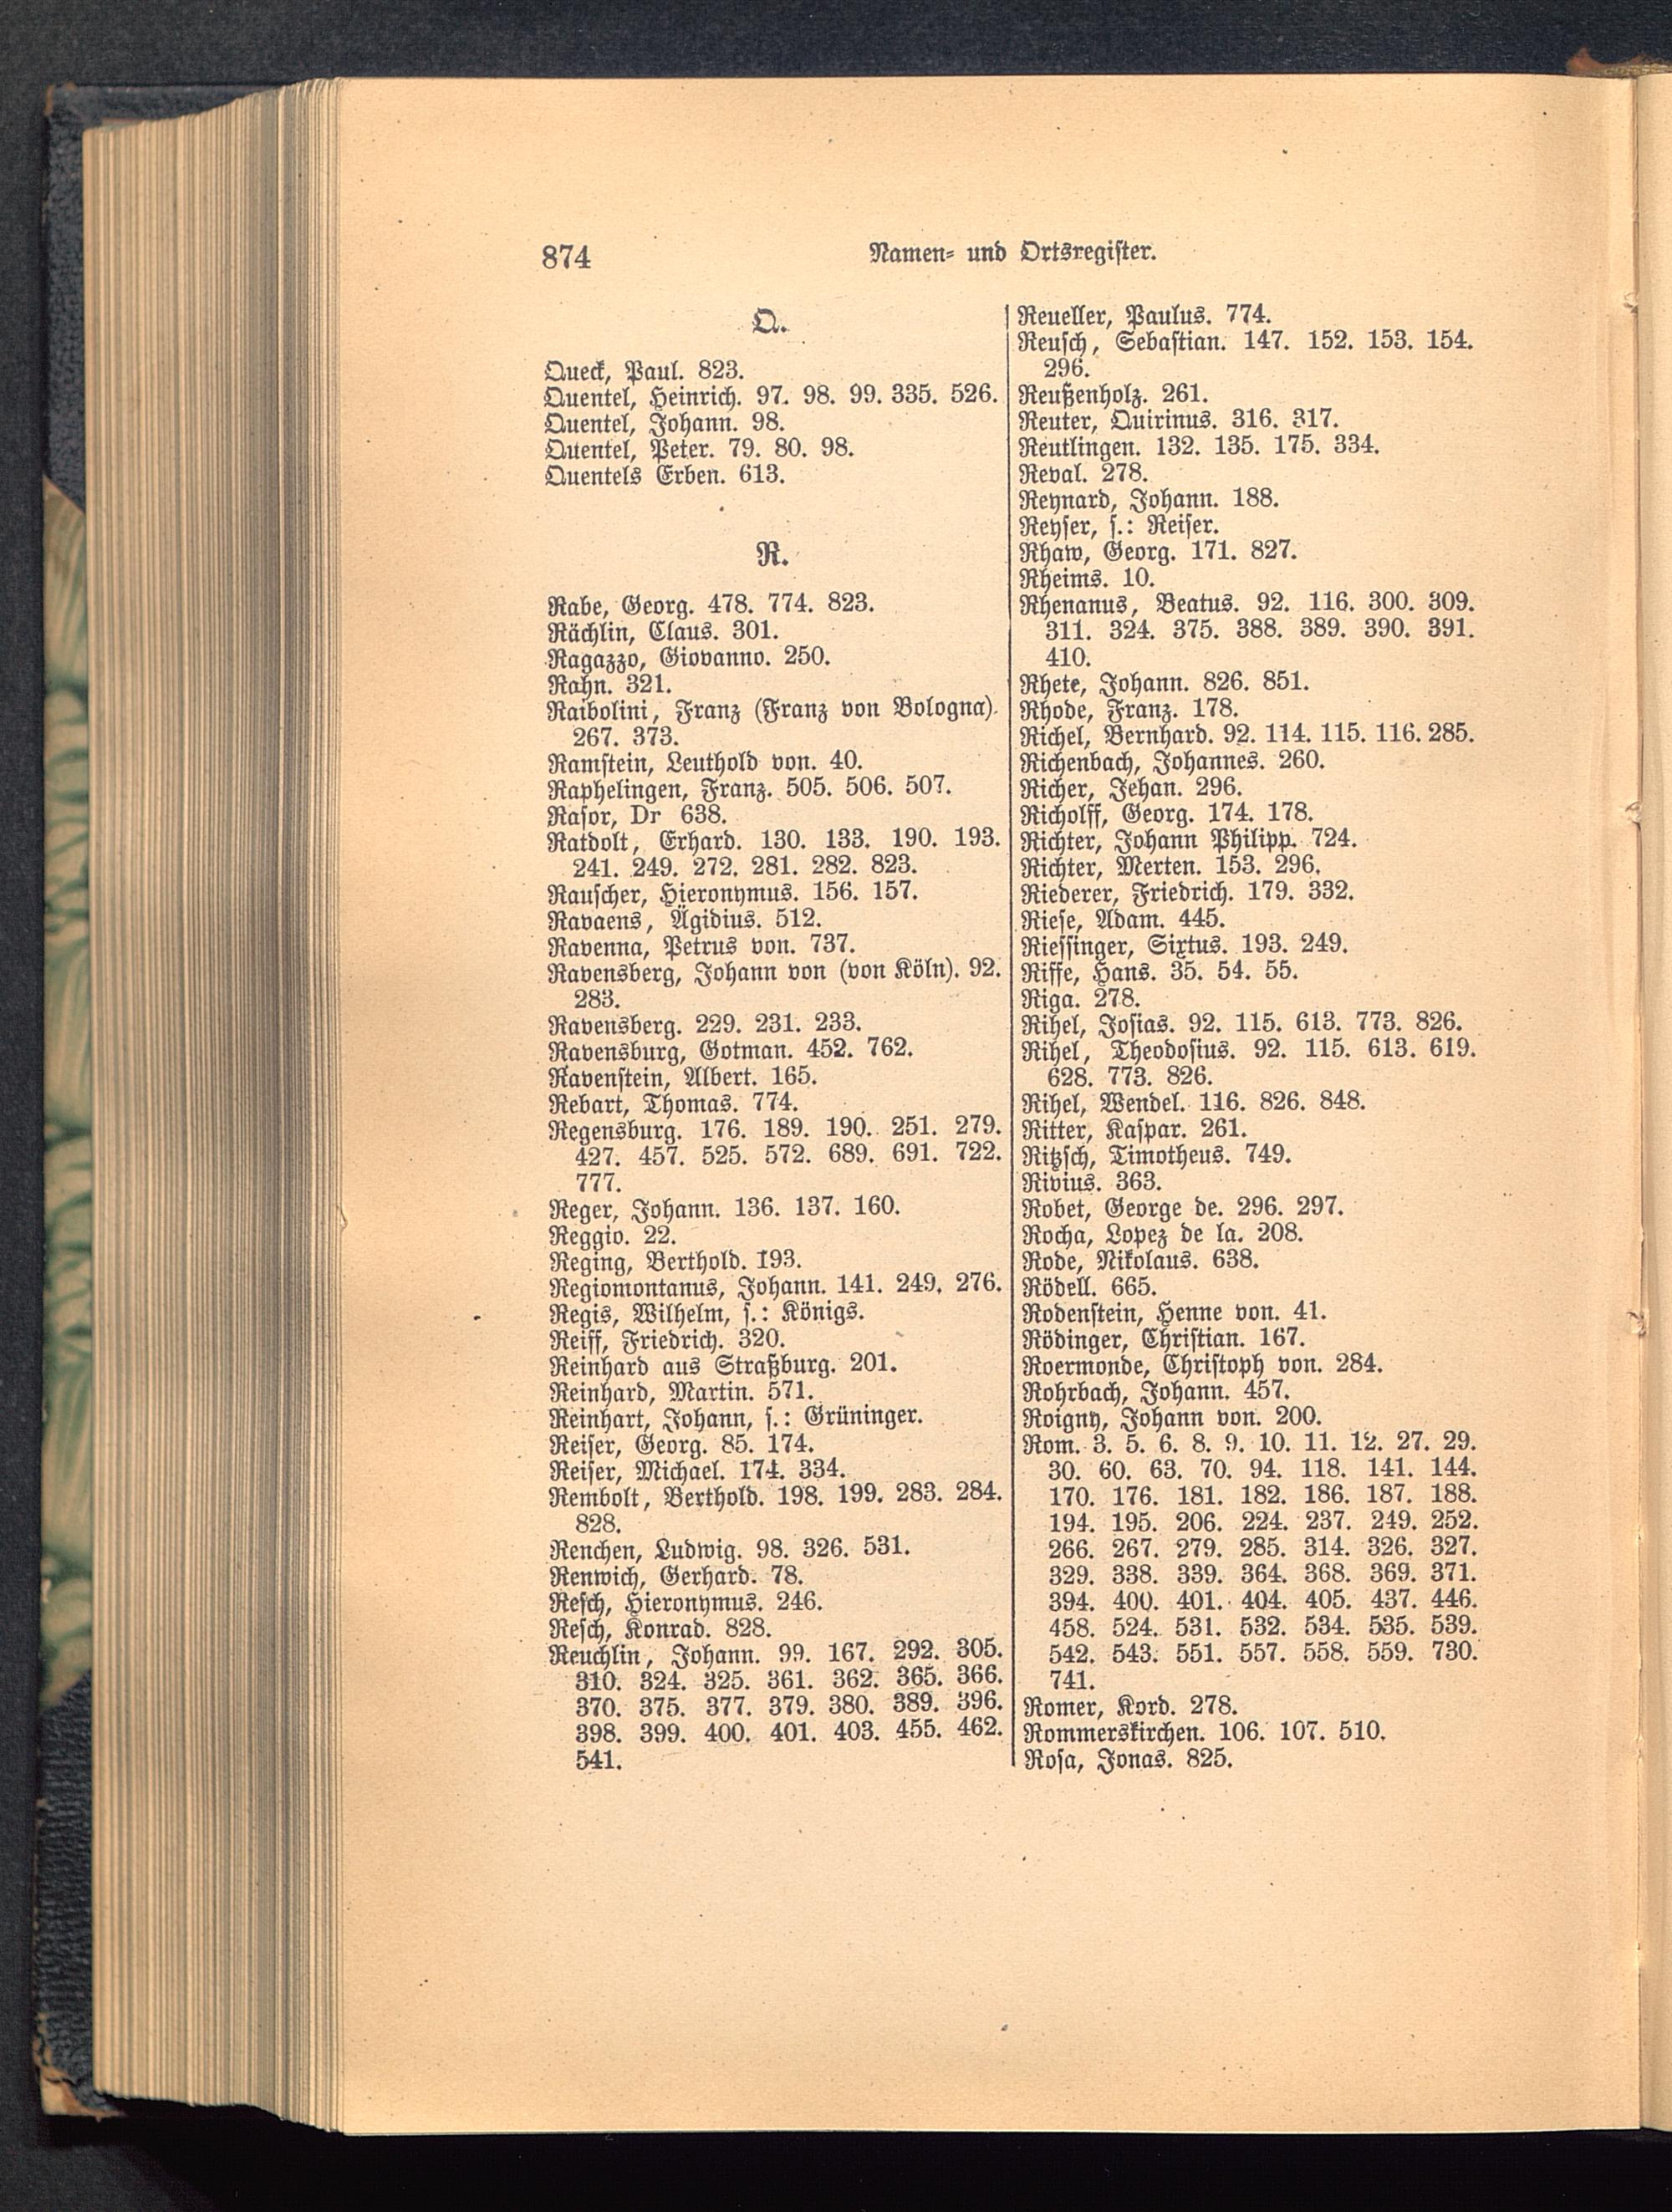 874
Namen- und Ortsregister.
Q.
Queck, Paul. 823.
Quentel, Heinrich. 97. 98. 99. 335. 526.
Quentel, Johann. 98.
Quentel, Peter. 79. 80. 98.
Quentels Erben. 613.
R.
Rabe, Georg. 478. 774. 823.
Rächlin, Claus. 301.
Ragazzo, Giovanno. 250.
Rahn. 321.
Raibolini, Franz (Franz von Bologna).
267. 373.
Ramstein, Leuthold von. 40.
Raphelingen, Franz. 505. 506. 507.
Rasor, Dr 638.
Ratdolt, Erhard. 130. 133. 190. 193.
241. 249. 272. 281. 282. 823.
Rauscher, Hieronymus. 156. 157.
Ravaens, Ägidius. 512.
Ravenna, Petrus von. 737.
Ravensberg, Johann von (von Köln). 92.
283.
Ravensberg. 229. 231. 233.
Ravensburg, Gotman. 452. 762.
Ravenstein, Albert. 165.
Rebart, Thomas. 774.
Regensburg. 176. 189. 190. 251. 279.
427. 457. 525. 572. 689. 691. 722.
777.
Reger, Johann. 136. 137. 160.
Reggio. 22.
Reging, Berthold. 193.
Regiomontanus, Johann. 141. 249. 276.
Regis, Wilhelm, s.: Königs.
Reiff, Friedrich. 320.
Reinhard aus Straßburg. 201.
Reinhard, Martin. 571.
Reinhart, Johann, s.: Grüninger.
Reiser, Georg. 85. 174.
Reiser, Michael. 174. 334.
Rembolt, Berthold. 198. 199. 283. 284.
828.
Renchen, Ludwig. 98. 326. 531.
Renwich, Gerhard. 78.
Resch, Hieronymus. 246.
Resch, Konrad. 828.
Reuchlin, Johann. 99. 167. 292. 305.
310. 324. 325. 361. 362. 365. 366.
370. 375. 377. 379. 380. 389. 396.
398. 399. 400. 401. 403. 455. 462.
541.
Reueller, Paulus. 774.
Reusch, Sebastian. 147. 152. 153. 154.
296.
Reußenholz. 261.
Reuter, Quirinus. 316. 317.
Reutlingen. 132. 135. 175. 334.
Reval. 278.
Reynard, Johann. 188.
Reyser, s.: Reiser.
Rhaw, Georg. 171. 827.
Rheims. 10.
Rhenanus, Beatus. 92. 116. 300. 309.
311. 324. 375. 388. 389. 390. 391.
410.
Rhete, Johann. 826. 851.
Rhode, Franz. 178.
Richel, Bernhard. 92. 114. 115. 116. 285.
Richenbach, Johannes. 260.
Richer, Jehan. 296.
Richolff, Georg. 174. 178.
Richter, Johann Philipp. 724.
Richter, Merten. 153. 296.
Riederer, Friedrich. 179. 332.
Riese, Adam. 445.
Riessinger, Sixtus. 193. 249.
Riffe, Hans. 35. 54. 55.
Riga. 278.
Rihel, Josias. 92. 115. 613. 773. 826.
Rihel, Theodosius. 92. 115. 613. 619.
628. 773. 826.
Rihel, Wendel. 116. 826. 848.
Ritter, Kaspar. 261.
Ritzsch, Timotheus. 749.
Rivius. 363.
Robet, George de. 296. 297.
Rocha, Lopez de la. 208.
Rode, Nikolaus. 638.
Rödell. 665.
Rodenstein, Henne von. 41.
Rödinger, Christian. 167.
Roermonde, Christoph von. 284.
Rohrbach, Johann. 457.
Roigny, Johann von. 200.
Rom. 3. 5. 6. 8. 9. 10. 11. 12. 27. 29.
30. 60. 63. 70. 94. 118. 141. 144.
170. 176. 181. 182. 186. 187. 188.
194. 195. 206. 224. 237. 249. 252.
266. 267. 279. 285. 314. 326. 327.
329. 338. 339. 364. 368. 369. 371.
394. 400. 401. 404. 405. 437. 446.
458. 524. 531. 532. 534. 535. 539.
542. 543. 551. 557. 558. 559. 730.
741.
Romer, Kord. 278.
Rommerskirchen. 106. 107. 510.
Rosa, Jonas. 825.